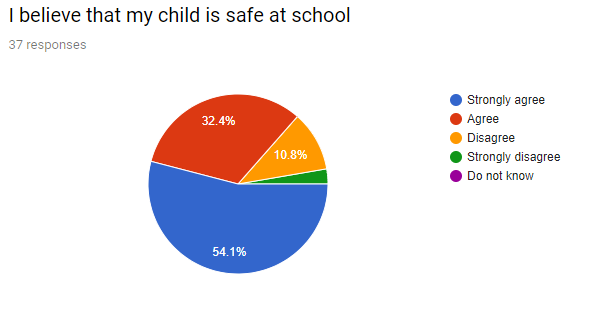 I believe that my child is safe at school
37 responses
32.4%
10.8%
54.1%
Strongly agree
Agree
Disagree
Strongly disagree
Do not know